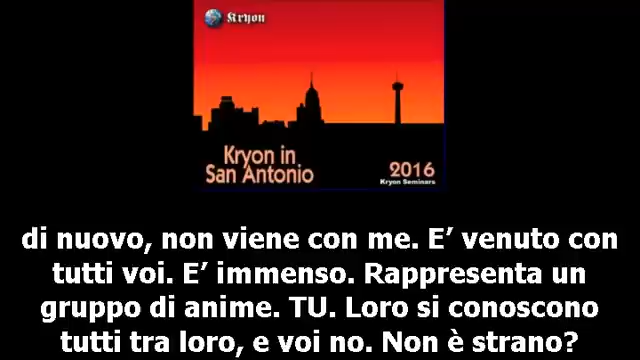 Kryon
Kryon in
San Antonio
2016
Kryon Seminars
di nuovo, non viene con me. E’ venuto con
tutti voi. E’ immenso. Rappresenta un
gruppo di anime. TU. Loro si conoscono
tutti tra loro, e voi no. Non è strano?